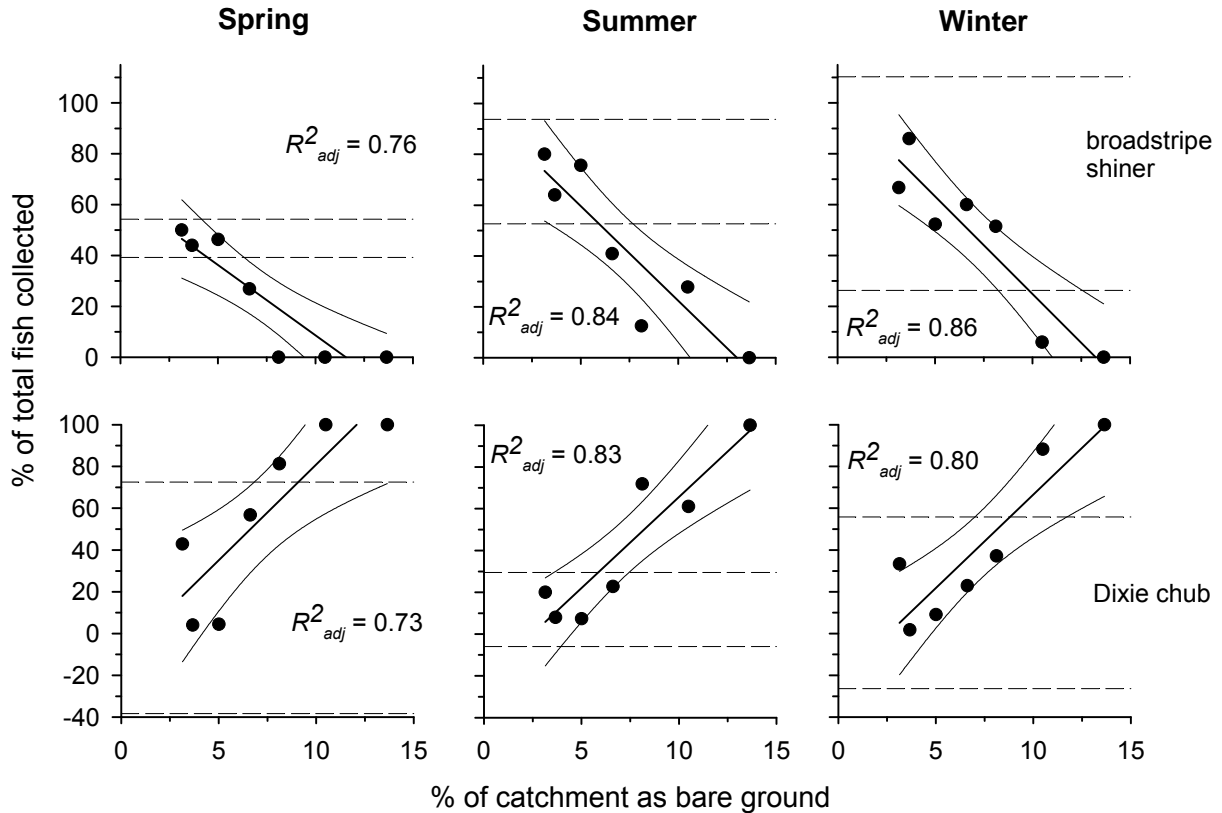 Spring
Summer
Winter
100
80
60
40
20
0
R²adj = 0.76
R²adj = 0.84
R²adj = 0.86
broadstripe
shiner
% of total fish collected
100
80
60
40
20
0
-20
-40
R²adj = 0.73
R²adj = 0.83
R²adj = 0.80
Dixie chub
0 5 10 15
0 5 10 15
0 5 10 15
% of catchment as bare ground